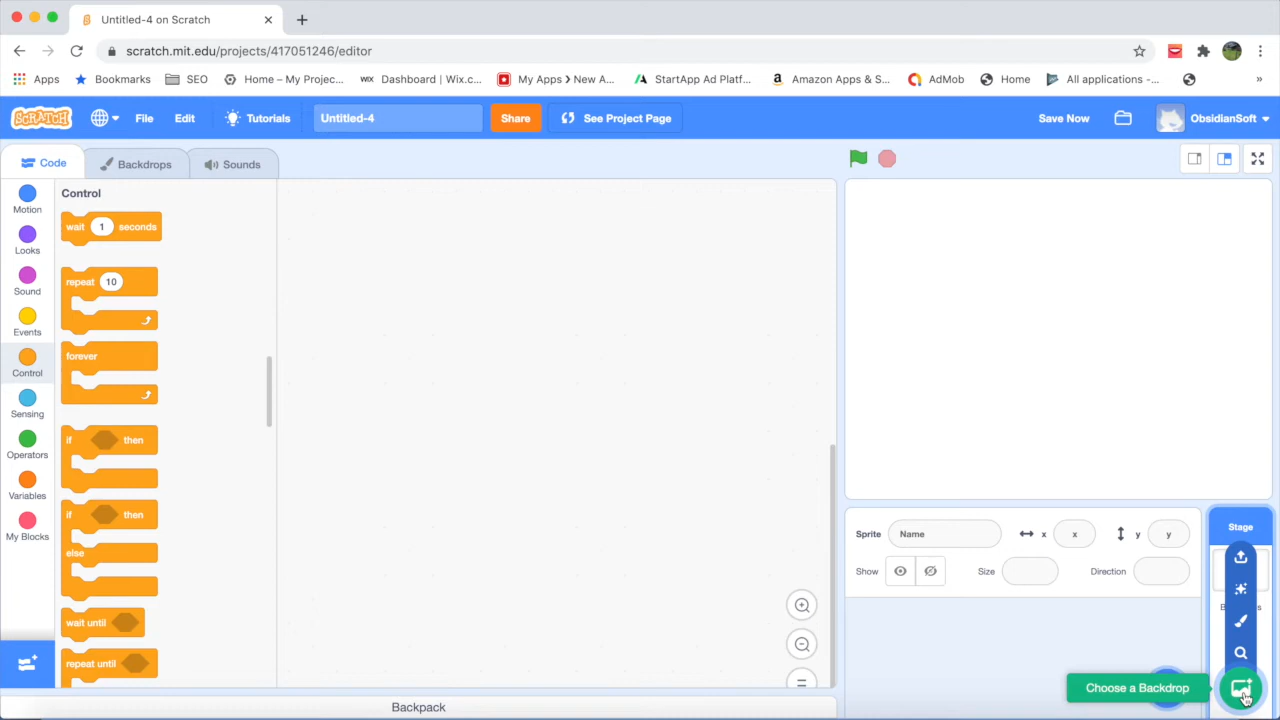 Untitled-4 on Scratch
scratch.mit.edu/projects/417051246/editor
Apps Bookmarks SEO Home – My Projec... WIX Dashboard | Wix.c... My Apps > New A... StartApp Ad Platf... Amazon Apps & S... AdMob Home All applications -... »
SCRATCH File Edit Tutorials Untitled-4 Share See Project Page Save Now ObsidianSoft
Code Backdrops Sounds
Motion
Looks
Sound
Events
Control
Sensing
Operators
Variables
My Blocks
Control
wait 1 seconds
repeat 10
forever
if then
if then
else
wait until
repeat until
Backpack
Sprite Name x x y y
Show Size Direction
Stage
Choose a Backdrop